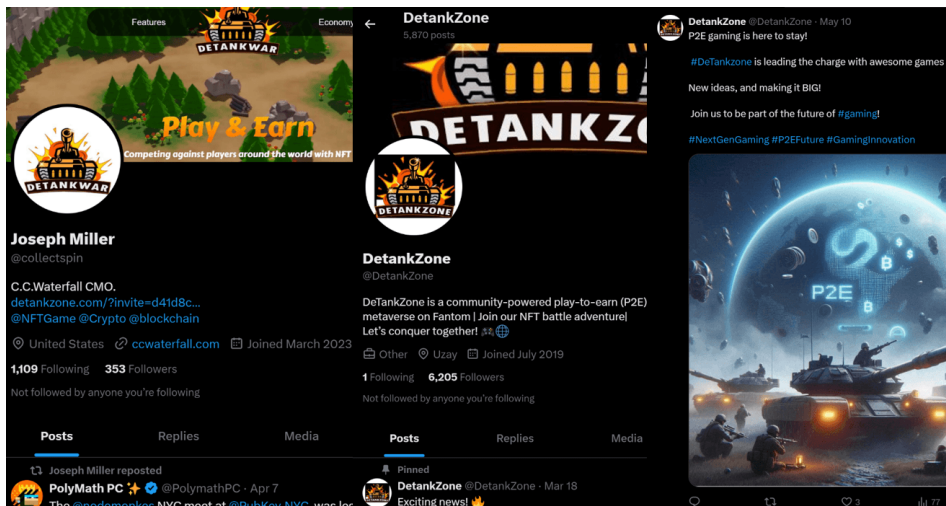 Features
Economy
DETANKWAR
Play & Earn
Competing against players around the world with NFT
DETANKWAR
Joseph Miller
@collectspin
C.C.Waterfall CMO.
detankzone.com/?invite=d41d8c...
@NFTGame @Crypto @blockchain
United States ccwaterfall.com Joined March 2023
1,109 Following 353 Followers
Not followed by anyone you're following
Posts Replies Media
Joseph Miller reposted
PolyMath PC @PolymathPC · Apr 7
DetankZone
5,870 posts
DETANKZO
DETANKZONE
DetankZone
@DetankZone
DeTankZone is a community-powered play-to-earn (P2E)
metaverse on Fantom | Join our NFT battle adventure|
Let's conquer together! 🎮🌐
Other Uzay Joined July 2019
1 Following 6,205 Followers
Not followed by anyone you're following
Posts Replies Media
Pinned
DetankZone @DetankZone · Mar 18
Exciting news! 🔥
DetankZone @DetankZone · May 10
P2E gaming is here to stay!
#DeTankzone is leading the charge with awesome games
New ideas, and making it BIG!
Join us to be part of the future of #gaming!
#NextGenGaming #P2EFuture #GamingInnovation
P2E
3 77